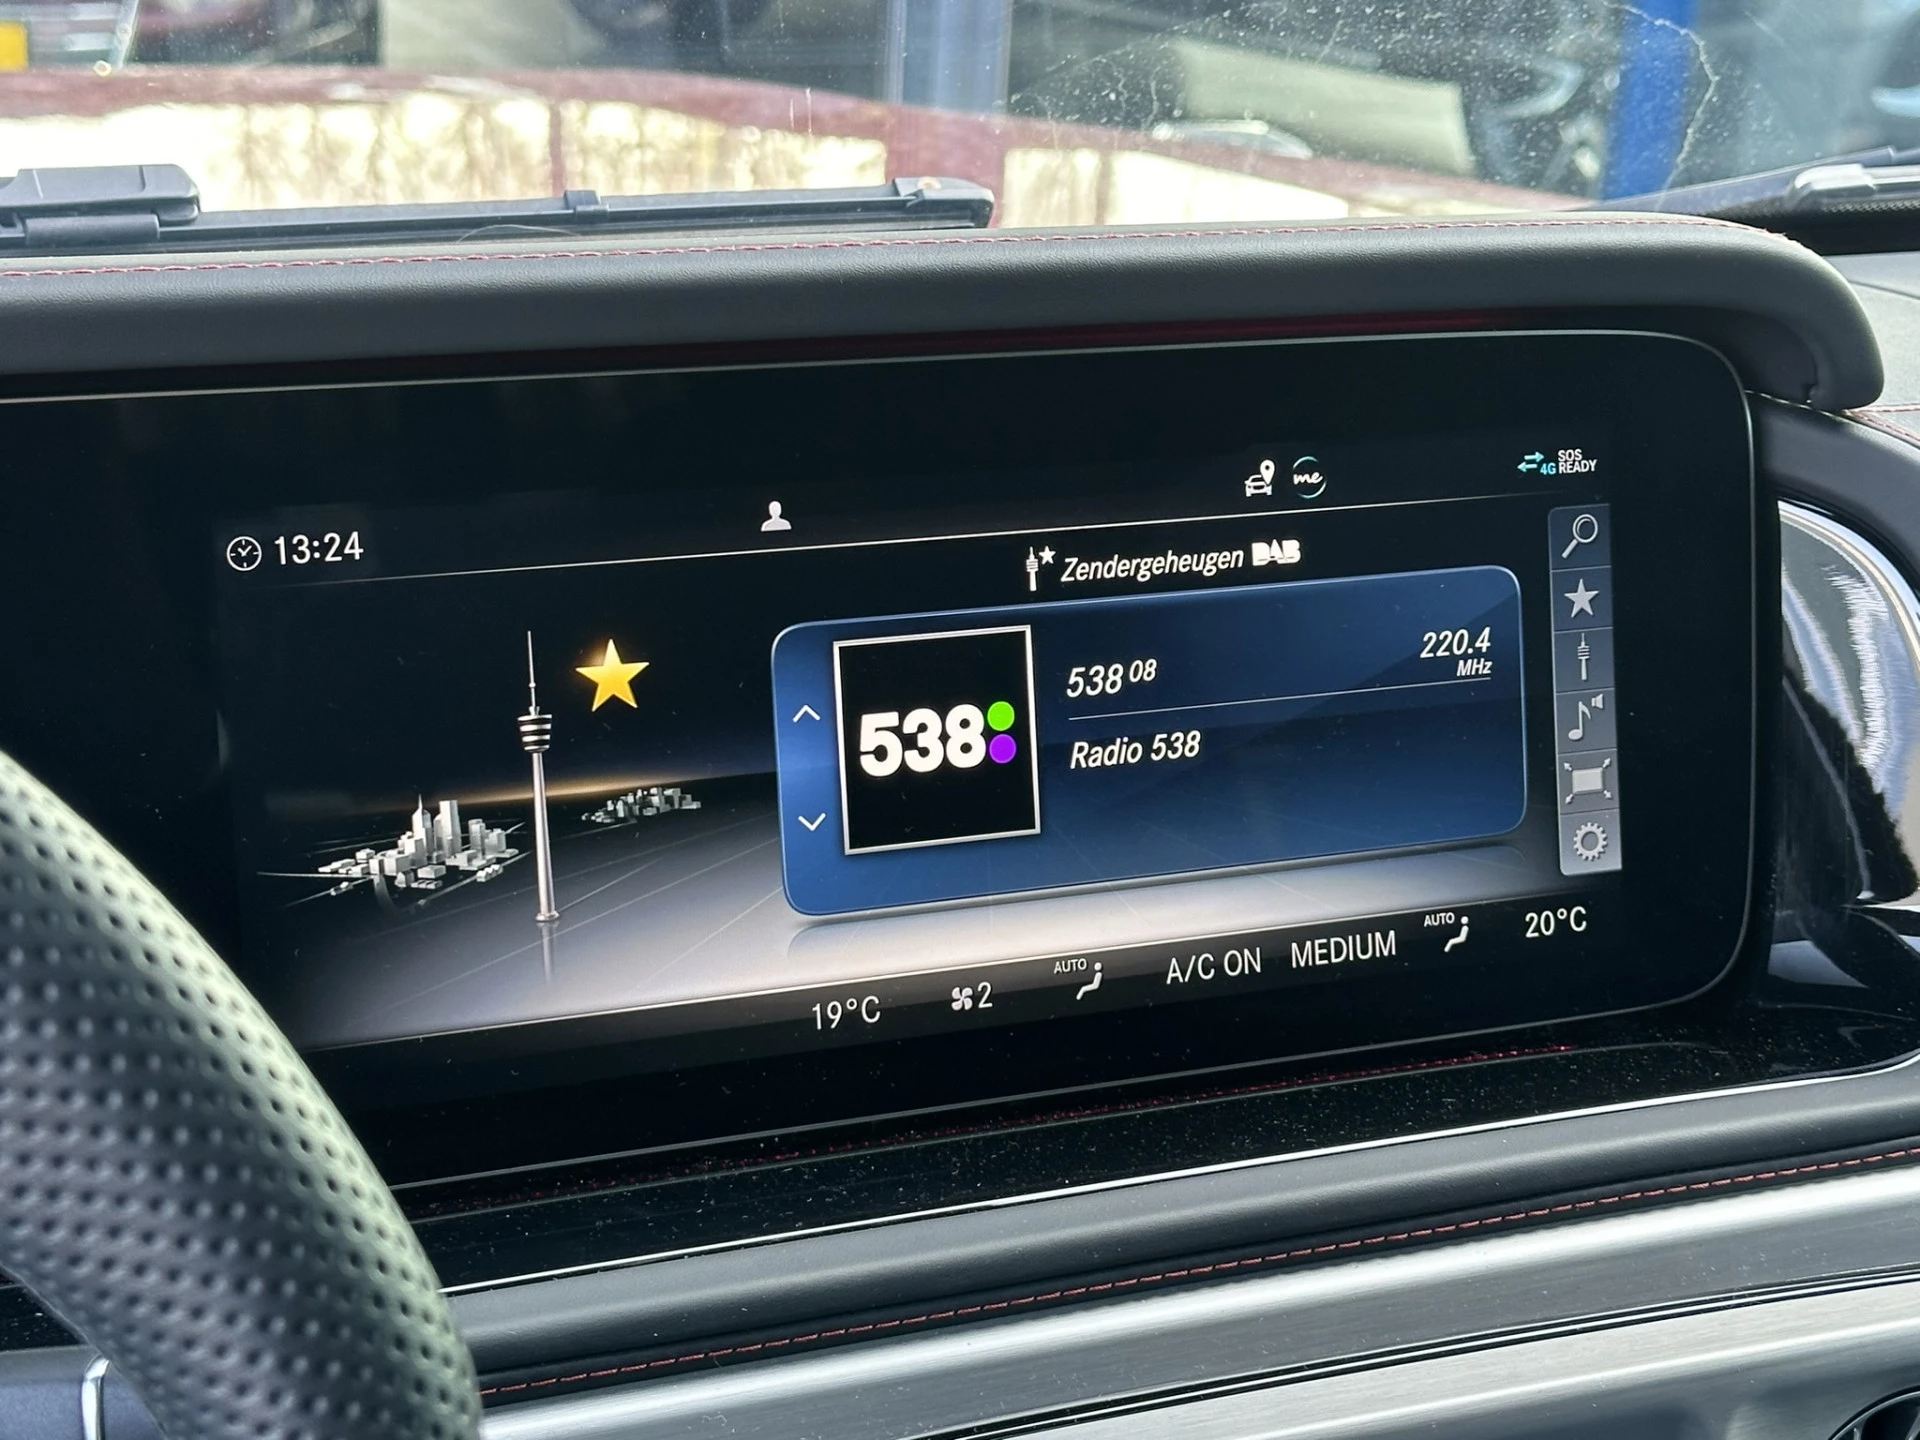 me
4G
SOS
READY
13:24
Zendergeheugen DAB
538
538 08
220.4
MHz
Radio 538
19°C
2
AUTO
A/C ON
MEDIUM
AUTO
20°C